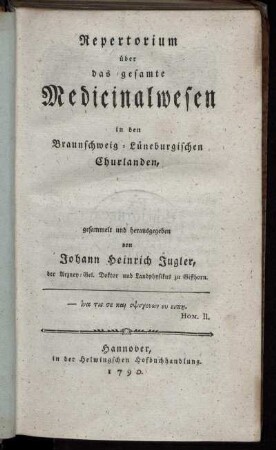 Repertorium
über
das gesamte
Medicinalwesen
in den
Braunschweig-Lüneburgischen
Churlanden,
gesammelt und herausgegeben
von
Johann Heinrich Jugler,
der Arzney-Gel. Doktor und Landphysikus zu Gifhorn.
HOM. Il.
Hannover,
in der Helwingschen Hofbuchhandlung.
1790.